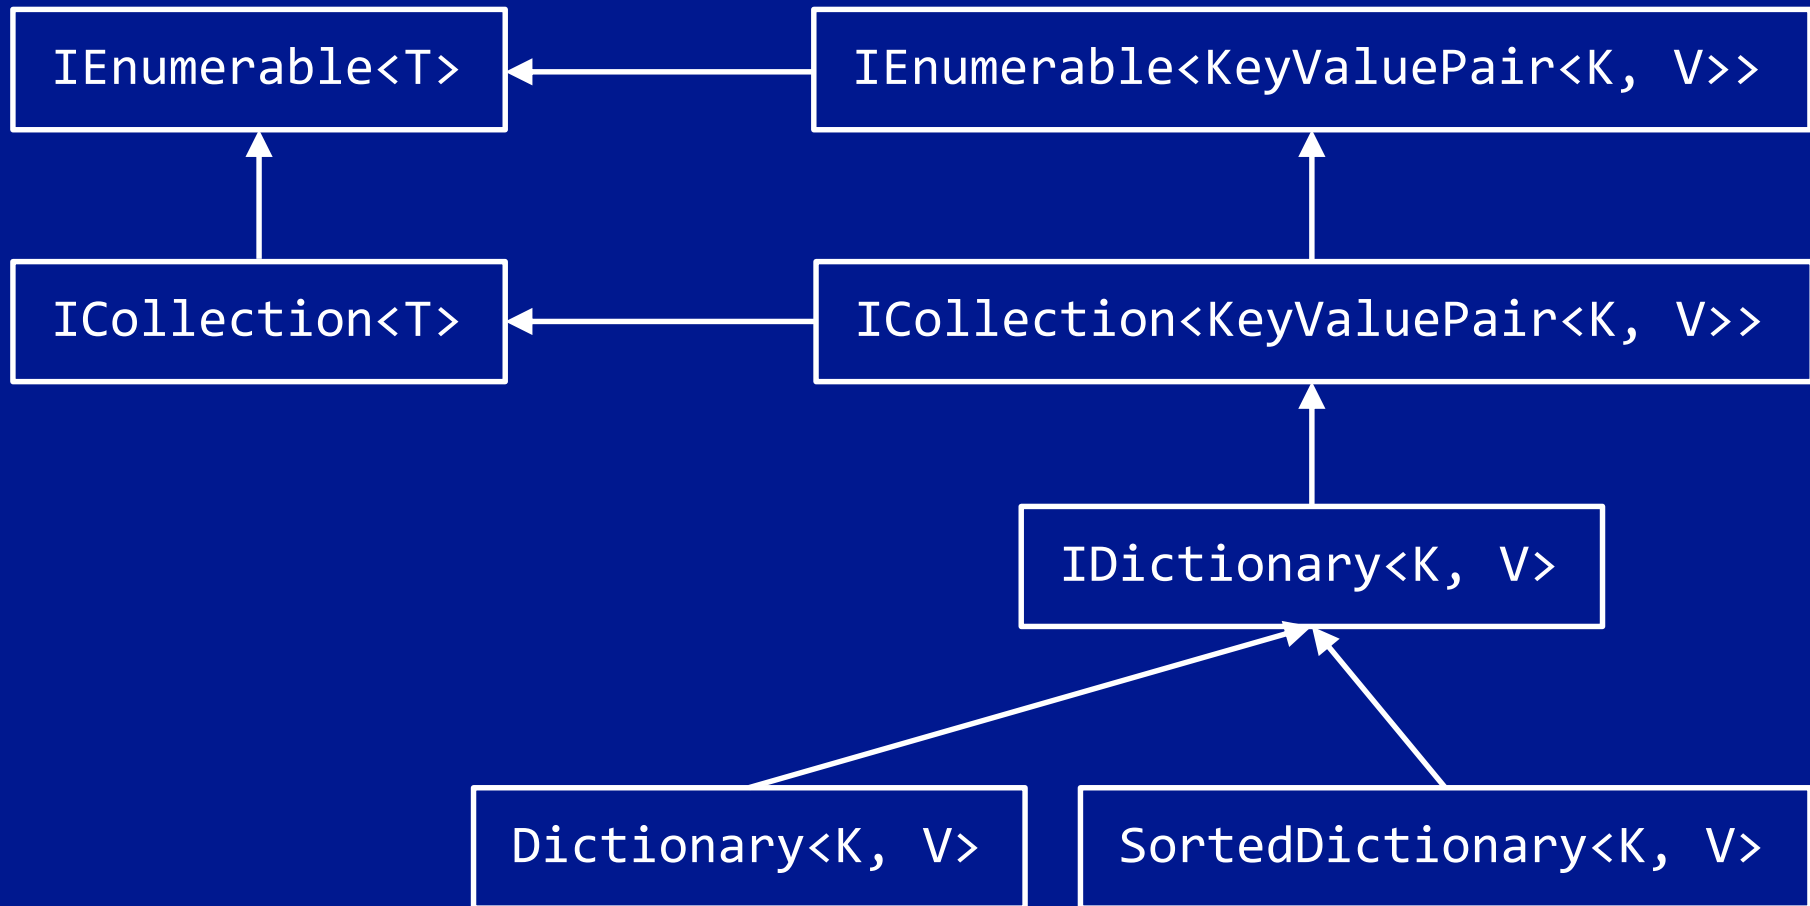 IEnumerable<T>
IEnumerable<KeyValuePair<K, V>>
ICollection<T>
ICollection<KeyValuePair<K, V>>
IDictionary<K, V>
Dictionary<K, V>
SortedDictionary<K, V>